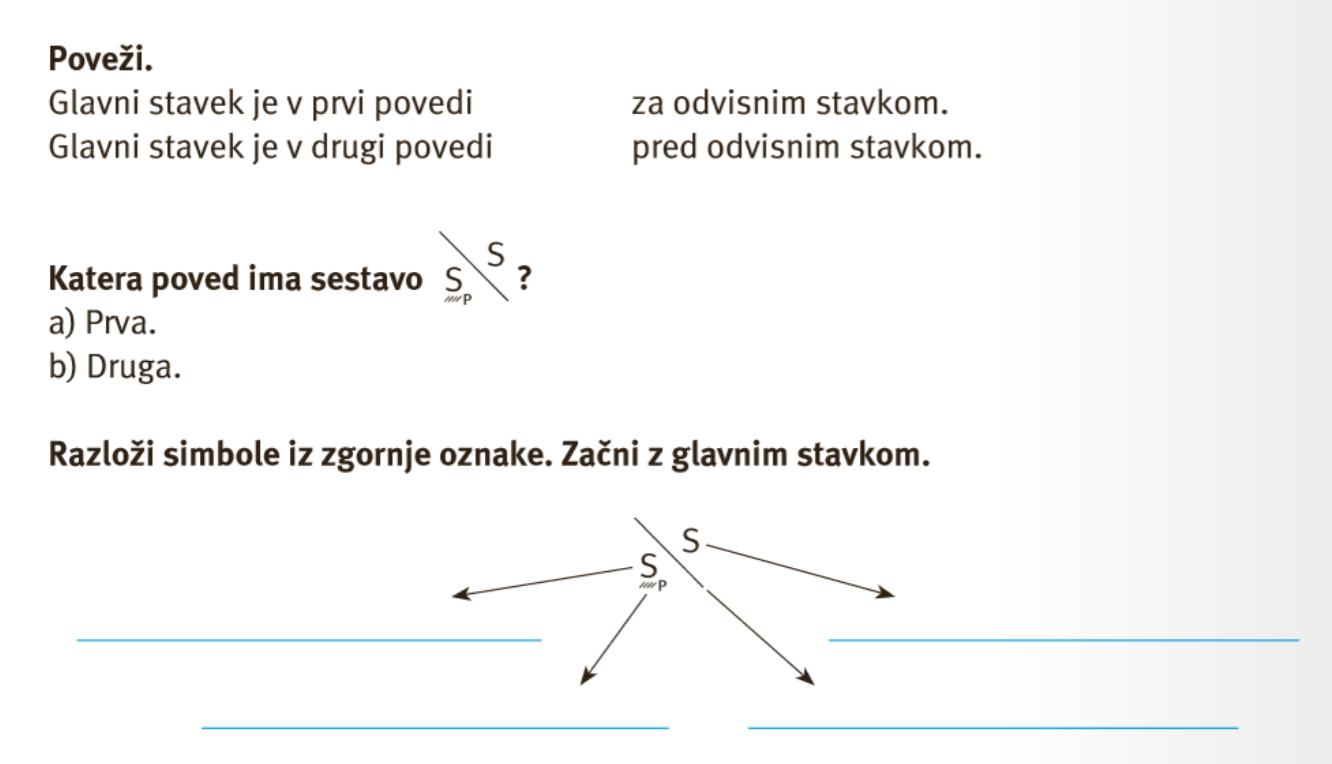 Poveži.
Glavni stavek je v prvi povedi za odvisnim stavkom.
Glavni stavek je v drugi povedi pred odvisnim stavkom.
Katera poved ima sestavo S P \ S ?
a) Prva.
b) Druga.
Razloži simbole iz zgornje oznake. Začni z glavnim stavkom.
S
S
P